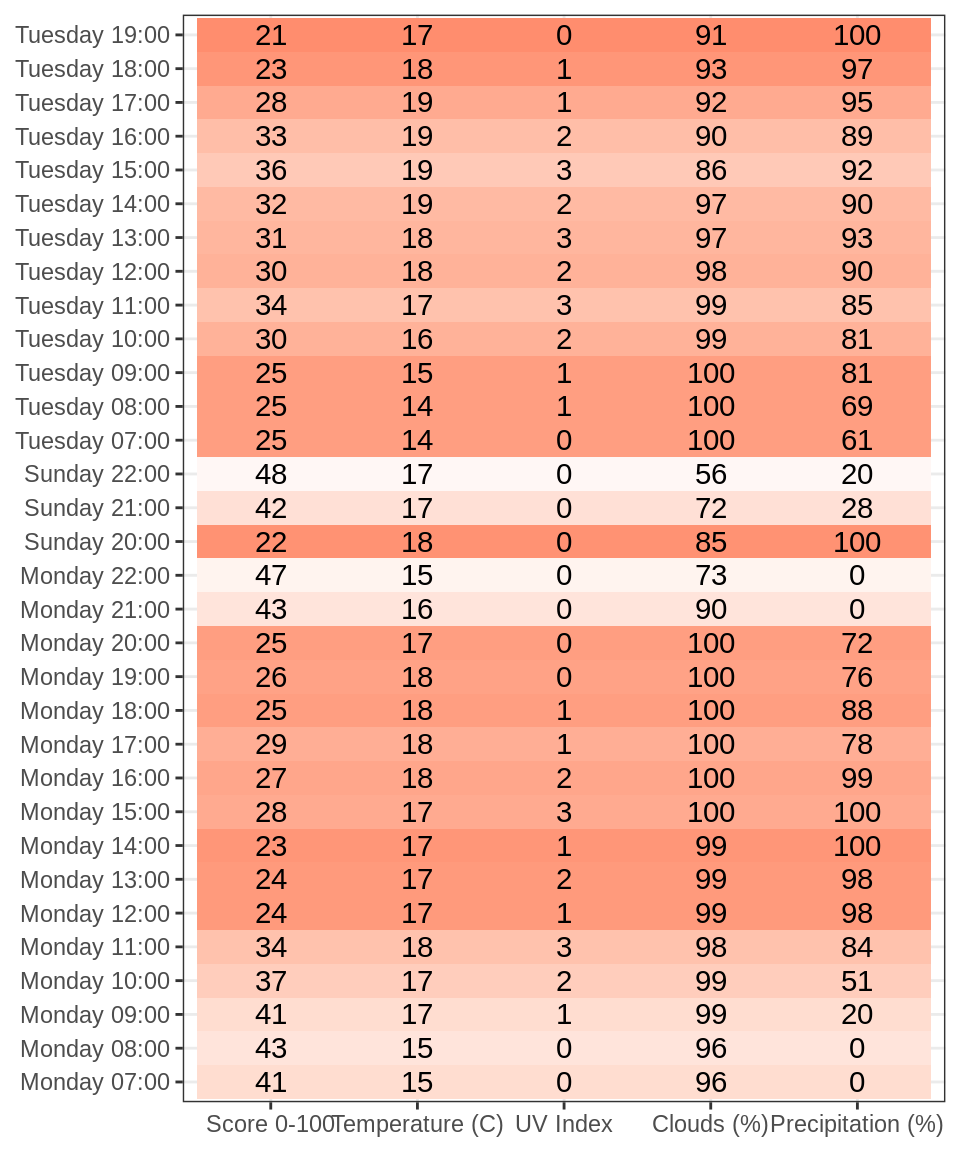 Tuesday 19:00 21 17 0 91 100
Tuesday 18:00 23 18 1 93 97
Tuesday 17:00 28 19 1 92 95
Tuesday 16:00 33 19 2 90 89
Tuesday 15:00 36 19 3 86 92
Tuesday 14:00 32 19 2 97 90
Tuesday 13:00 31 18 3 97 93
Tuesday 12:00 30 18 2 98 90
Tuesday 11:00 34 17 3 99 85
Tuesday 10:00 30 16 2 99 81
Tuesday 09:00 25 15 1 100 81
Tuesday 08:00 25 14 1 100 69
Tuesday 07:00 25 14 0 100 61
Sunday 22:00 48 17 0 56 20
Sunday 21:00 42 17 0 72 28
Sunday 20:00 22 18 0 85 100
Monday 22:00 47 15 0 73 0
Monday 21:00 43 16 0 90 0
Monday 20:00 25 17 0 100 72
Monday 19:00 26 18 0 100 76
Monday 18:00 25 18 1 100 88
Monday 17:00 29 18 1 100 78
Monday 16:00 27 18 2 100 99
Monday 15:00 28 17 3 100 100
Monday 14:00 23 17 1 99 100
Monday 13:00 24 17 2 99 98
Monday 12:00 24 17 1 99 98
Monday 11:00 34 18 3 98 84
Monday 10:00 37 17 2 99 51
Monday 09:00 41 17 1 99 20
Monday 08:00 43 15 0 96 0
Monday 07:00 41 15 0 96 0
Score 0-100 Temperature (C) UV Index Clouds (%) Precipitation (%)